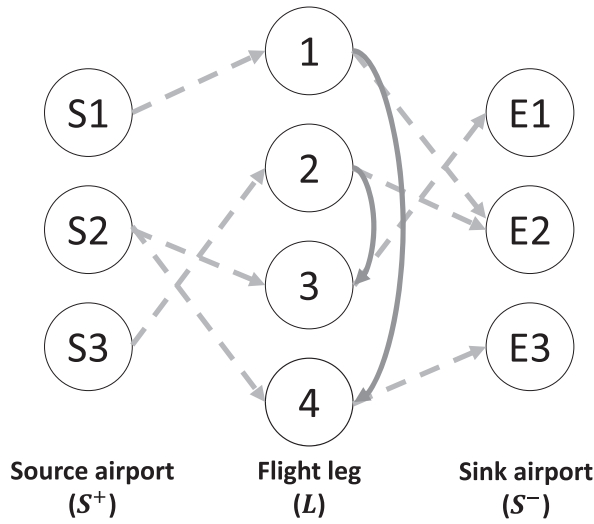 1
S1
E1
2
S2
E2
3
S3
E3
4
Source airport
(S⁺)
Flight leg
(L)
Sink airport
(S⁻)